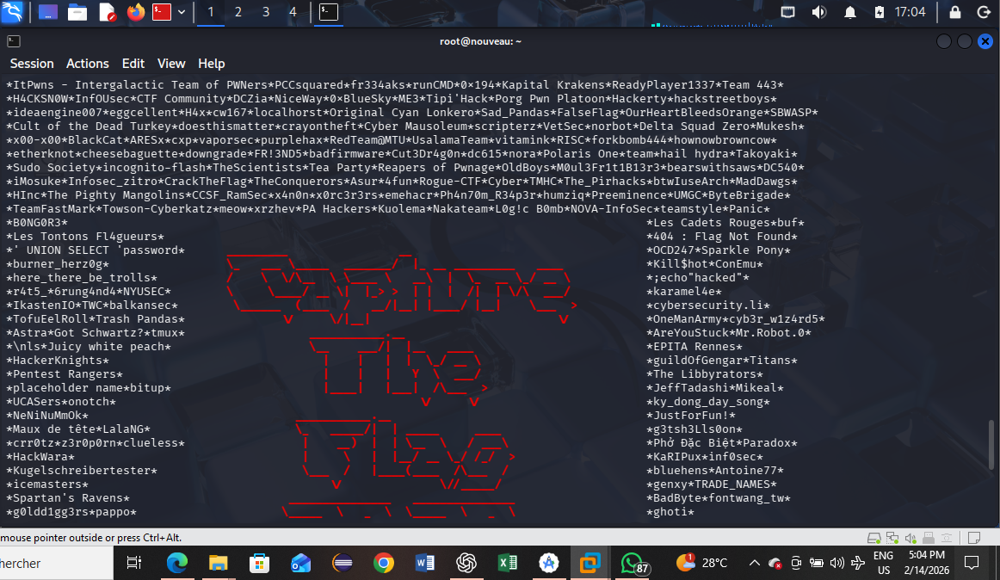 1 2 3 4
17:04
root@nouveau: ~
Session Actions Edit View Help
*ItPwns - Intergalactic Team of PWNers*PCCsquared*fr334aks*runCMD*0×194*Kapital Krakens*ReadyPlayer1337*Team 443*
*H4CKSN0W*InfOUsec*CTF Community*DCZia*NiceWay*0×BlueSky*ME3*Tipi'Hack*Porg Pwn Platoon*Hackerty*hackstreetboys*
*ideaengine007*eggcellent*H4x*cw167*localhorst*Original Cyan Lonkero*Sad_Pandas*FalseFlag*OurHeartBleedsOrange*SBWASP*
*Cult of the Dead Turkey*doesthismatter*crayontheft*Cyber Mausoleum*scripterz*VetSec*norbot*Delta Squad Zero*Mukesh*
*x00-x00*BlackCat*ARESx*cxp*vaporsec*purplehax*RedTeam@MTU*UsalamaTeam*vitamink*RISC*forkbomb444*hownowbrowncow*
*etherknot*cheesebaguette*downgrade*FR!3ND5*badfirmware*Cut3Dr4g0n*dc615*nora*Polaris One*team*hail hydra*Takoyaki*
*Sudo Society*incognito-flash*TheScientists*Tea Party*Reapers of Pwnage*OldBoys*M0ul3Fr1t1B13r3*bearswithsaws*DC540*
*iMosuke*Infosec_zitro*CrackTheFlag*TheConquerors*Asur*4fun*Rogue-CTF*Cyber*TMHC*The_Pirhacks*btwIuseArch*MadDawgs*
*HInc*The Pighty Mangolins*CCSF_RamSec*x4n0n*x0rc3r3rs*emehacr*Ph4n70m_R34p3r*humziq*Preeminence*UMGC*ByteBrigade*
*TeamFastMark*Towson-Cyberkatz*meow*xrzhev*PA Hackers*Kuolema*Nakateam*L0g!c B0mb*NOVA-InfoSec*teamstyle*Panic*
*B0NG0R3* *Les Cadets Rouges*buf*
*Les Tontons Fl4gueurs* *404 : Flag Not Found*
*' UNION SELECT 'password* *OCD247*Sparkle Pony*
*burner_herz0g* *Kill$hot*ConEmu*
*here_there_be_trolls* *;echo"hacked"*
*r4t5_*6rung4nd4*NYUSEC* *karamel4e*
*IkastenIO*TWC*balkansec* *cybersecurity.li*
*TofuEelRoll*Trash Pandas* *OneManArmy*cyb3r_w1z4rd5*
*Astra*Got Schwartz?*tmux* *AreYouStuck*Mr.Robot.0*
*\nls*Juicy white peach* *EPITA Rennes*
*HackerKnights* *guildOfGengar*Titans*
*Pentest Rangers* *The Libbyrators*
*placeholder name*bitup* *JeffTadashi*Mikeal*
*UCASers*onotch* *ky_dong_day_song*
*NeNiNuMmOk* *JustForFun!*
*Maux de tête*LalaNG* *g3tsh3Lls0on*
*crr0tz*z3r0p0rn*clueless* *Phở Đặc Biệt*Paradox*
*HackWara* *KaRIPux*inf0sec*
*Kugelschreibertester* *bluehens*Antoine77*
*icemasters* *genxy*TRADE_NAMES*
*Spartan's Ravens* *BadByte*fontwang_tw*
*g0ldd1gg3rs*pappo* *ghoti*
Capture
The
Flag
mouse pointer outside or press Ctrl+Alt.
hercher
87
1
28°C
ENG
US
5:04 PM
2/14/2026